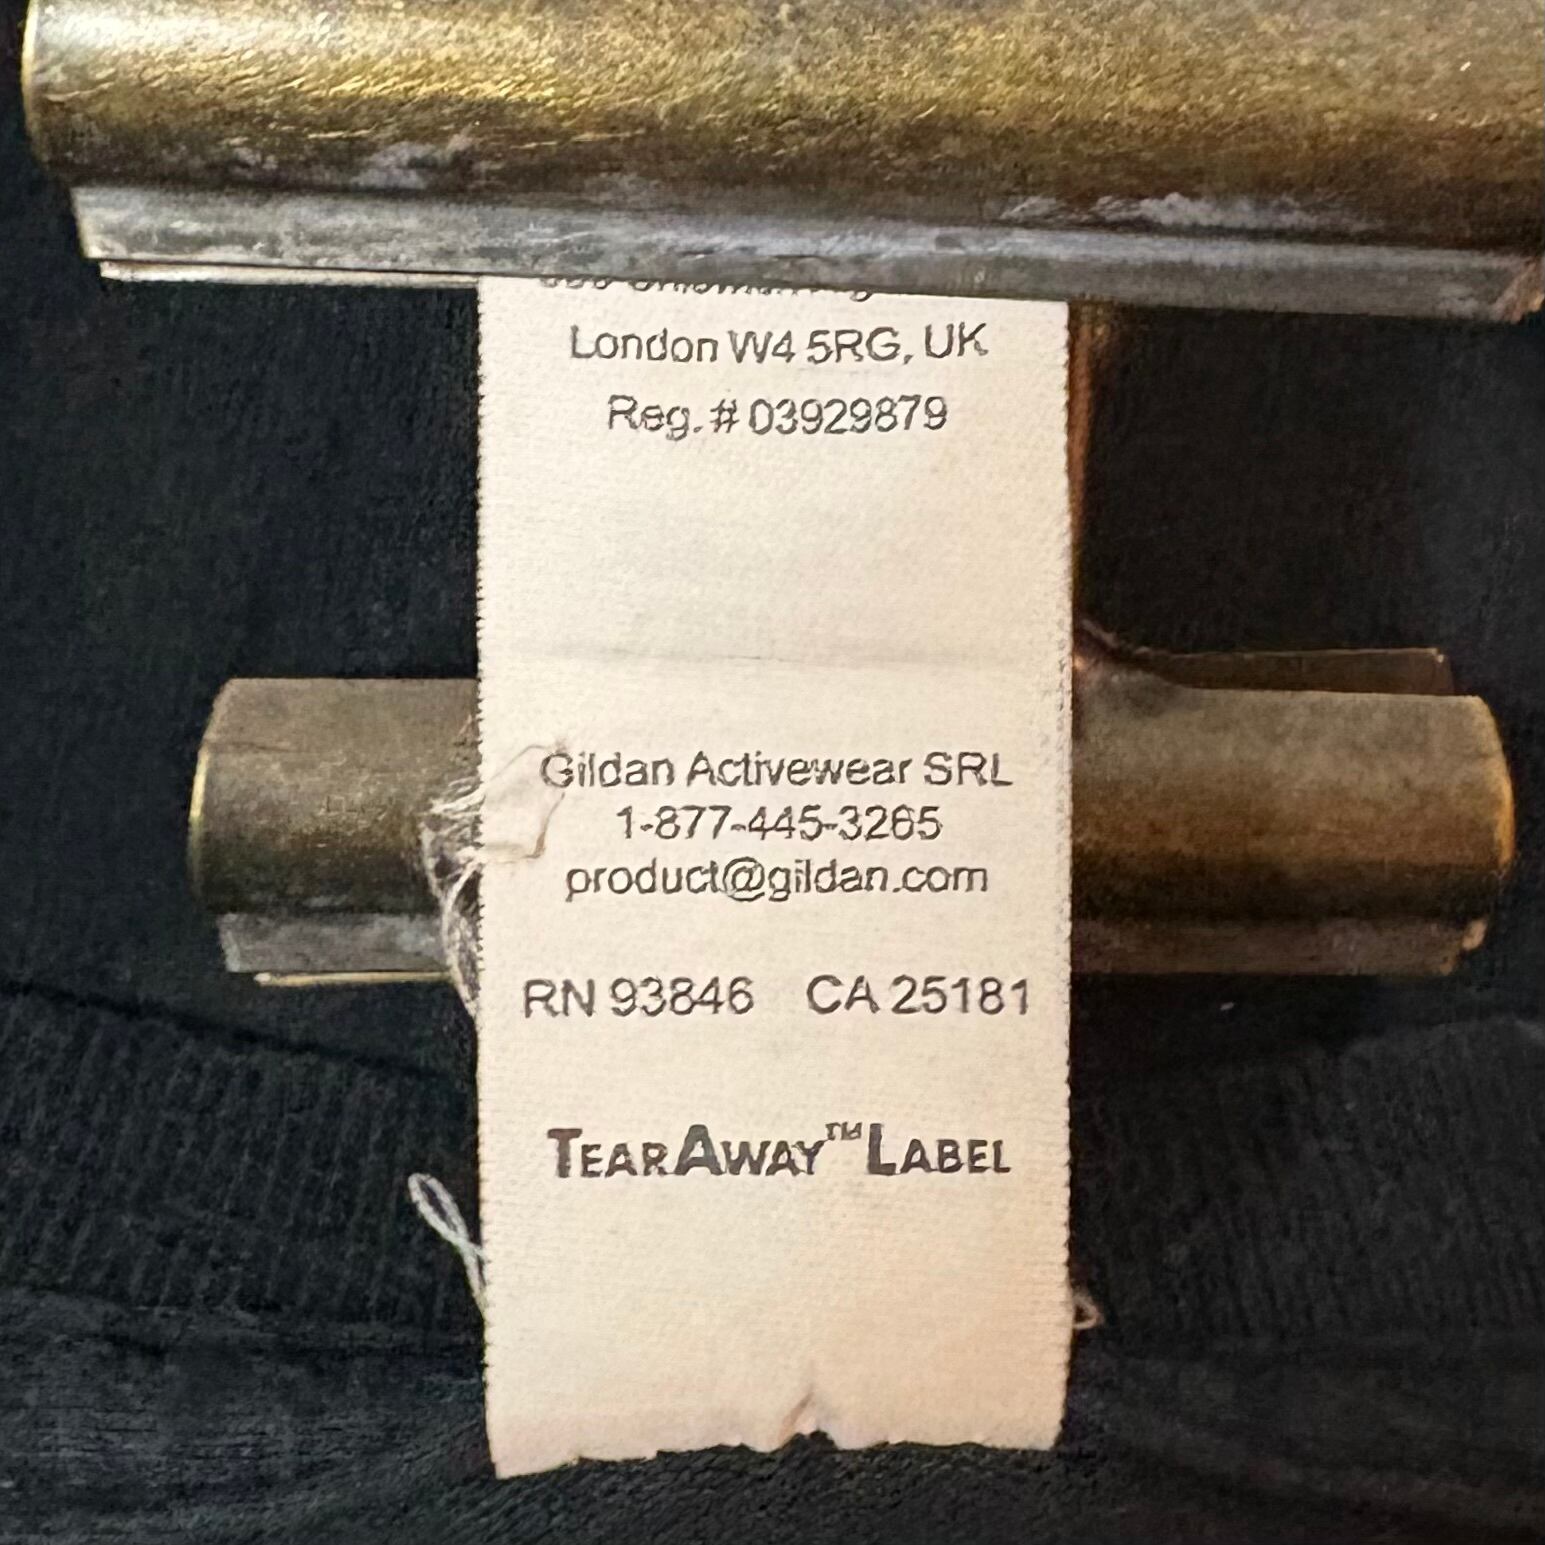 London W4 5RG, UK
Reg. # 03929879
Gildan Activewear SRL
1-877-445-3265
product@gildan.com
RN 93846 CA 25181
TEARAWAY™ LABEL